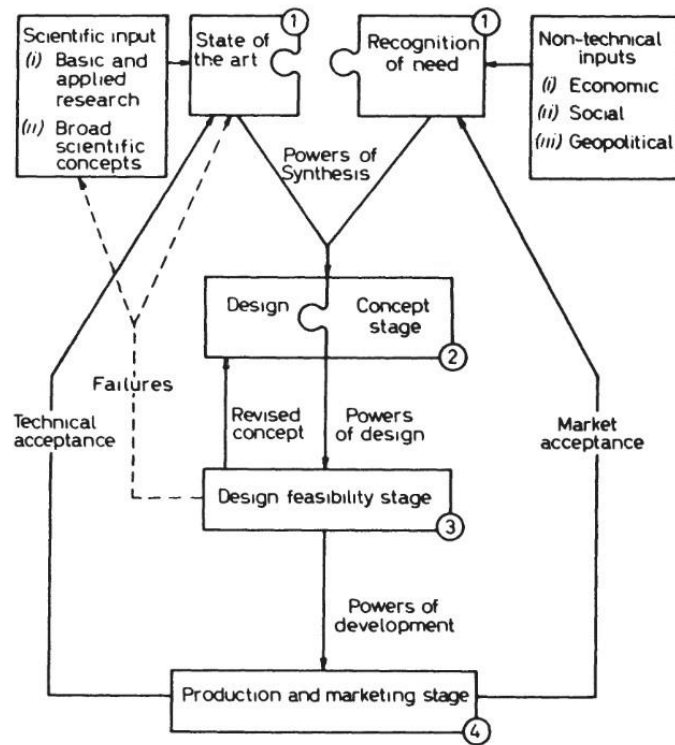 Scientific input
(i) Basic and
applied
research
(ii) Broad
scientific
concepts
1
State of
the art
1
Recognition
of need
Non-technical
inputs
(i) Economic
(ii) Social
(iii) Geopolitical
Powers of
Synthesis
Design
Concept
stage
2
Failures
Technical
acceptance
Revised
concept
Powers
of design
Market
acceptance
Design feasibility stage
3
Powers of
development
Production and marketing stage
4